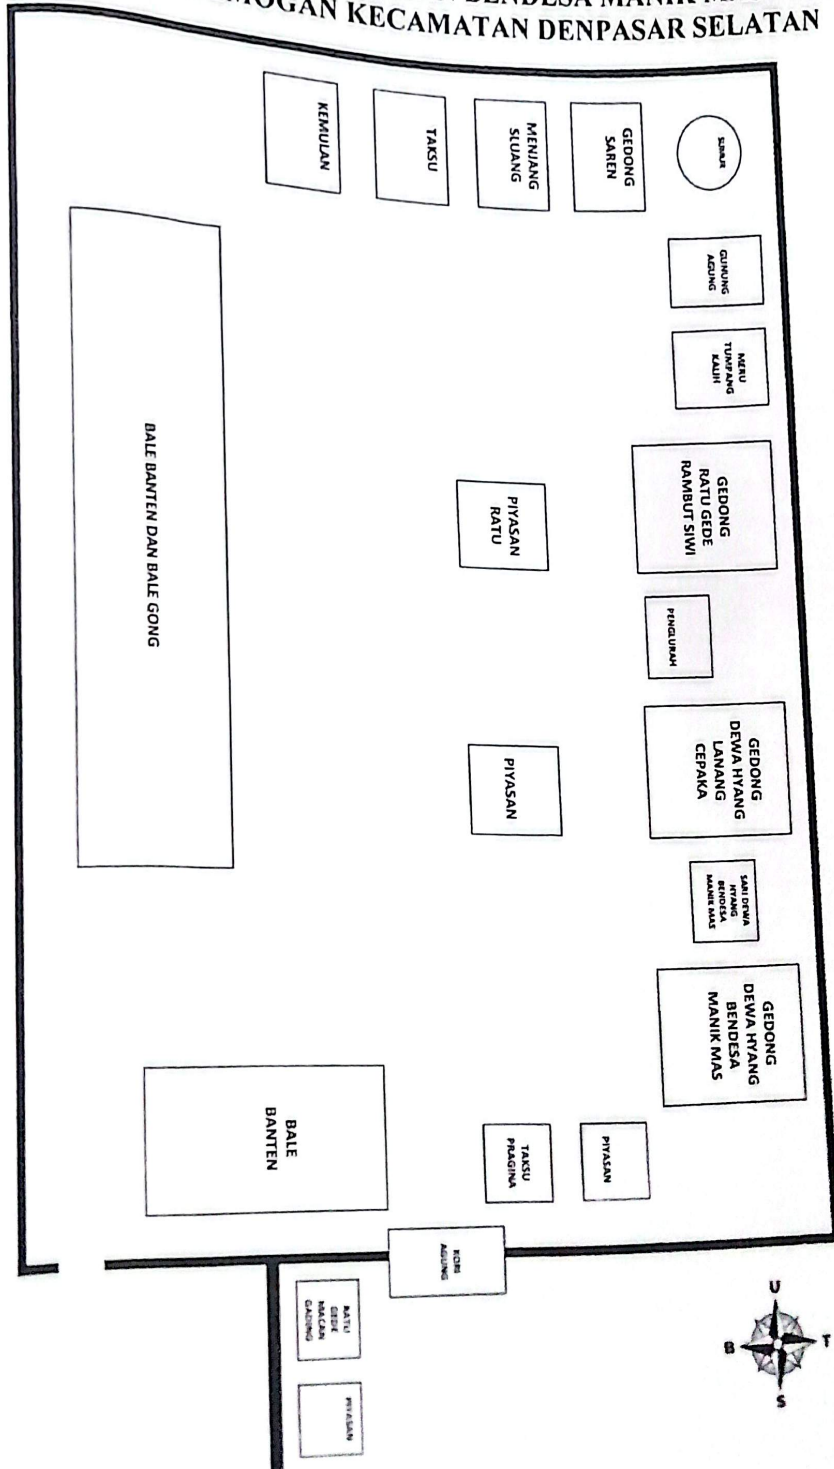 BENDESA MANIK
KECAMATAN DENPASAR SELATAN
KEMULAN
TAKSU
MENJANG
SLUANG
GEDONG
SAREN
SUMUR
GUNUNG
AGUNG
MERU
TUMPANG
KALIH
GEDONG
RATU GEDE
RAMBUT SIWI
PENGLURAH
GEDONG
DEWA HYANG
LANANG
CEPAKA
SARI DEWA
HYANG
BENDESA
MANIK MAS
GEDONG
DEWA HYANG
BENDESA
MANIK MAS
PIYASAN
RATU
PIYASAN
BALE BANTEN DAN BALE GONG
BALE
BANTEN
TAKSU
PRAGINA
PIYASAN
KORI
AGUNG
RATU
GEDE
MACAN
GADING
PIYASAN
U
B
T
S